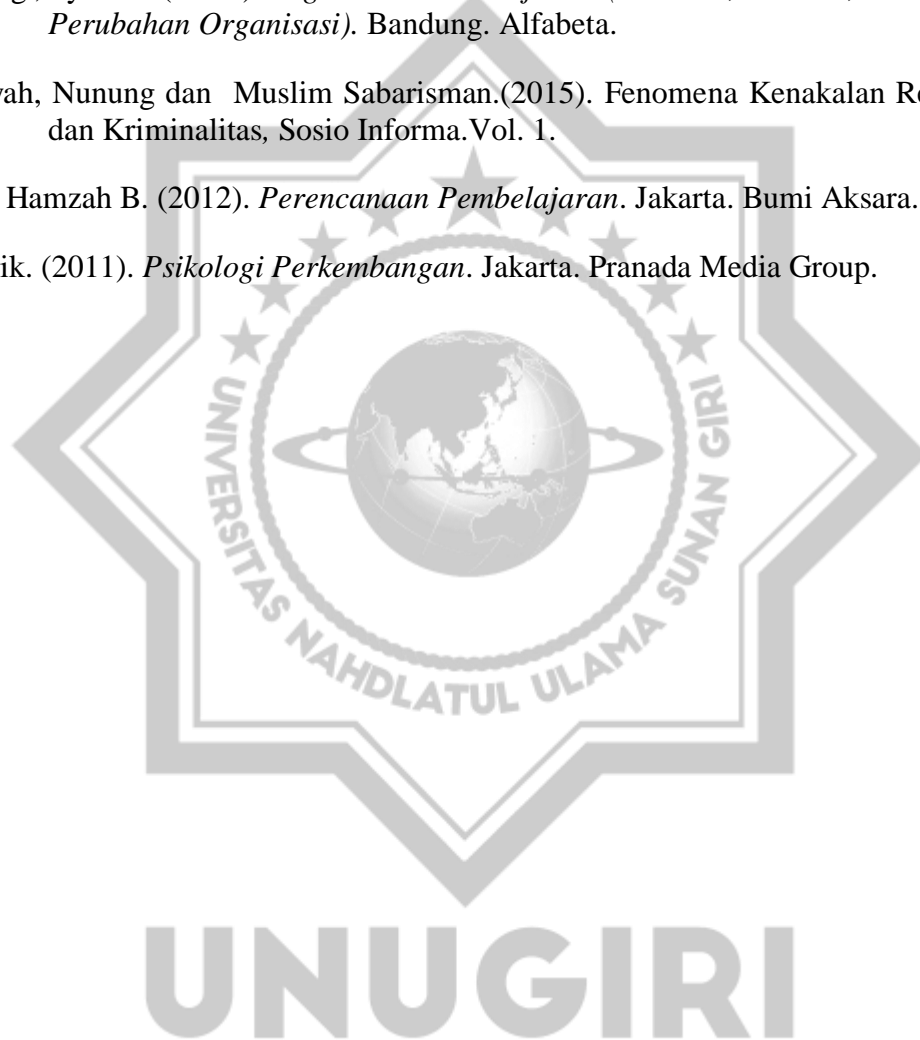 Perubahan Organisasi). Bandung. Alfabeta.
Nunung dan Muslim Sabarisman.(2015). Fenomena Kenakalan
dan Kriminalitas, Sosio Informa.Vol. 1.
Hamzah B. (2012). Perencanaan Pembelajaran. Jakarta. Bumi Aksara.
(2011). Psikologi Perkembangan. Jakarta. Pranada Media Group.
UNIVERSITAS NAHDLATUL ULAMA SUNAN GIRI
UNUGIRI